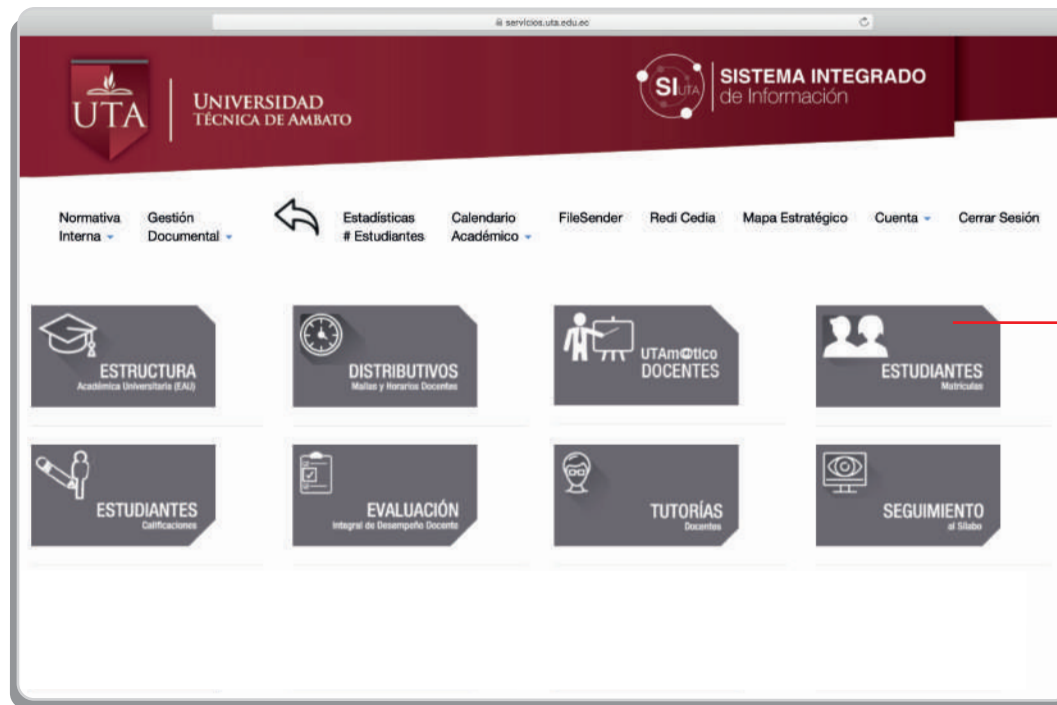 servicios.uta.edu.ec
UTA
UNIVERSIDAD
TÉCNICA DE AMBATO
SIUTA
SISTEMA INTEGRADO
de Información
Normativa
Interna
Gestión
Documental
Estadísticas
# Estudiantes
Calendario
Académico
FileSender
Redi Cedia
Mapa Estratégico
Cuenta
Cerrar Sesión
ESTRUCTURA
Académica Universitaria (EAU)
DISTRIBUTIVOS
Mallas y Horarios Docentes
UTAm@tico
DOCENTES
ESTUDIANTES
Matrículas
ESTUDIANTES
Calificaciones
EVALUACIÓN
Integral de Desempeño Docente
TUTORÍAS
Docentes
SEGUIMIENTO
al Sílabo